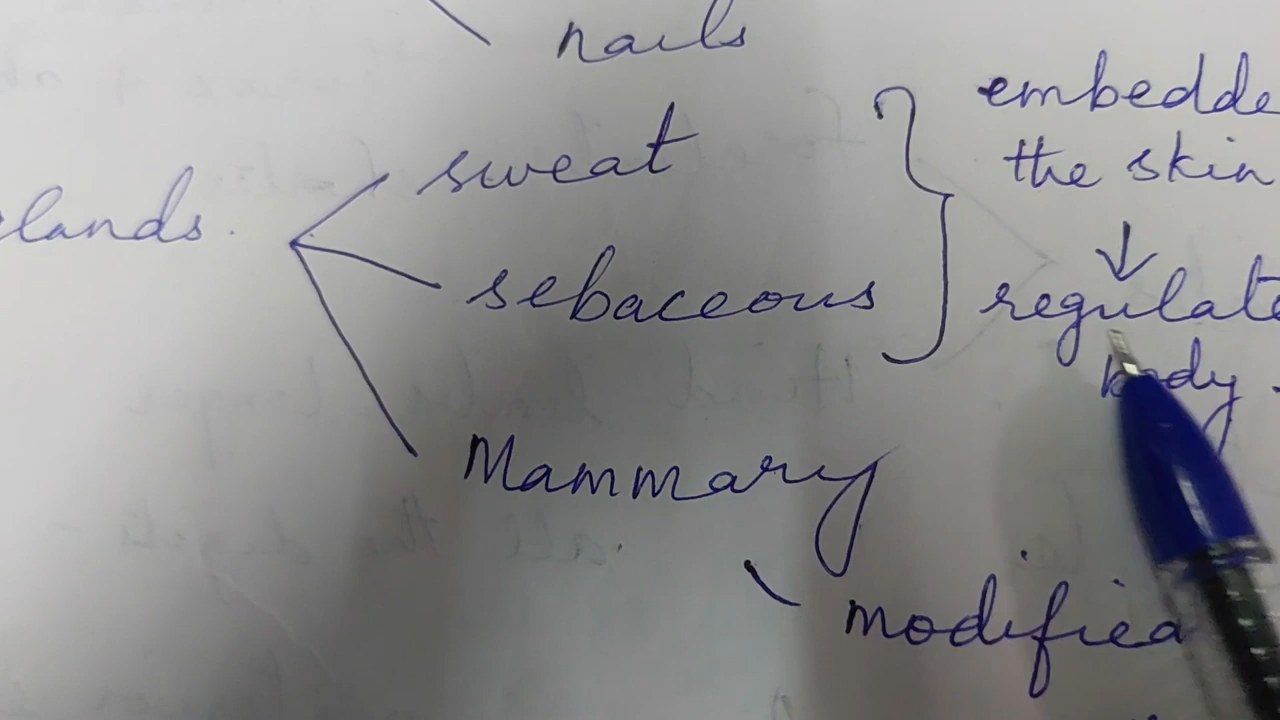 nails
embedde
sweat
the skin
lands.
sebaceous
regulate
body
Mammary
modified